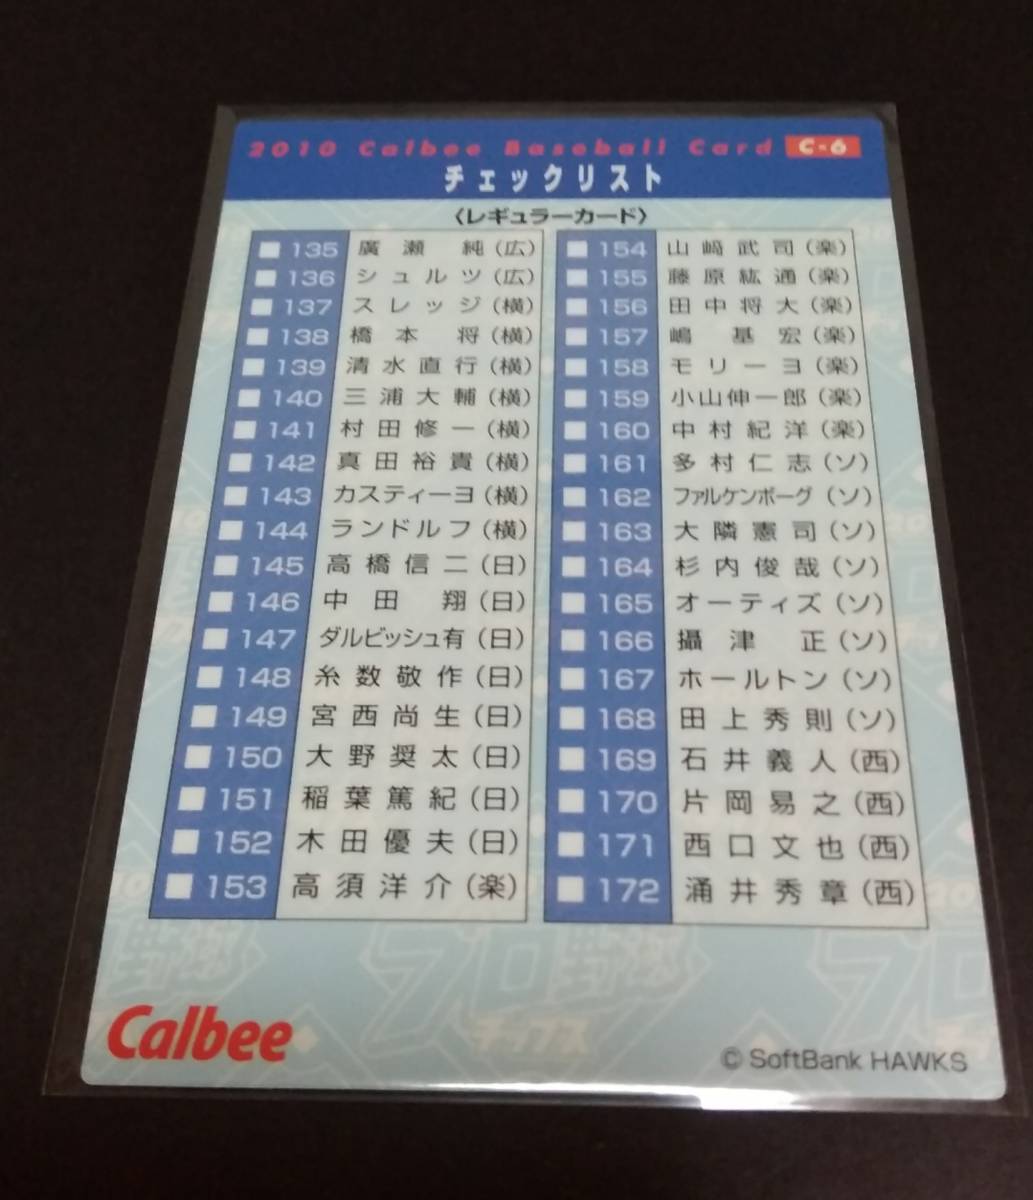 2010 Calbee Baseball Card C-6
チェックリスト
〈レギュラーカード〉
135 廣瀬 純(広)
136 シュルツ(広)
137 スレッジ(横)
138 橋本 将(横)
139 清水直行(横)
140 三浦大輔(横)
141 村田修一(横)
142 真田裕貴(横)
143 カスティーヨ(横)
144 ランドルフ(横)
145 高橋信二(日)
146 中田 翔(日)
147 ダルビッシュ有(日)
148 糸数敬作(日)
149 宮西尚生(日)
150 大野奨太(日)
151 稲葉篤紀(日)
152 木田優夫(日)
153 高須洋介(楽)
154 山﨑武司(楽)
155 藤原紘通(楽)
156 田中将大(楽)
157 嶋 基宏(楽)
158 モリーヨ(楽)
159 小山伸一郎(楽)
160 中村紀洋(楽)
161 多村仁志(ソ)
162 ファルケンボーグ(ソ)
163 大隣憲司(ソ)
164 杉内俊哉(ソ)
165 オーティズ(ソ)
166 攝津 正(ソ)
167 ホールトン(ソ)
168 田上秀則(ソ)
169 石井義人(西)
170 片岡易之(西)
171 西口文也(西)
172 涌井秀章(西)
プロ野球
チップス
Calbee
© SoftBank HAWKS